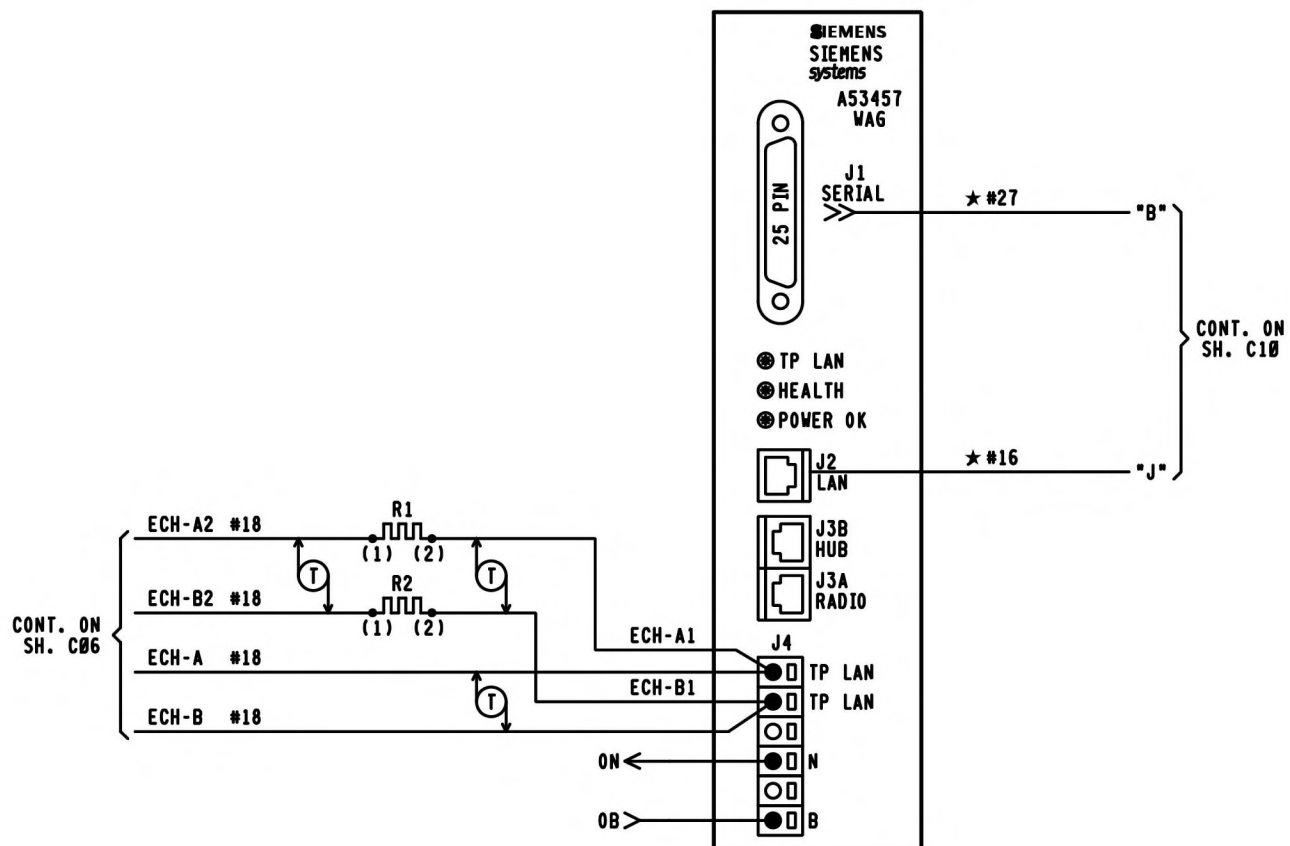 SIEMENS
SIEMENS
systems
A53457
WAG
J1
SERIAL
25 PIN
★ #27
"B"
CONT. ON
SH. C10
TP LAN
HEALTH
POWER OK
J2
LAN
★ #16
"J"
J3B
HUB
J3A
RADIO
ECH-A2 #18
R1
(1) (2)
T
T
ECH-B2 #18
R2
(1) (2)
CONT. ON
SH. C06
ECH-A #18
ECH-A1
J4
TP LAN
T
ECH-B1
TP LAN
ECH-B #18
0N
N
0B
B